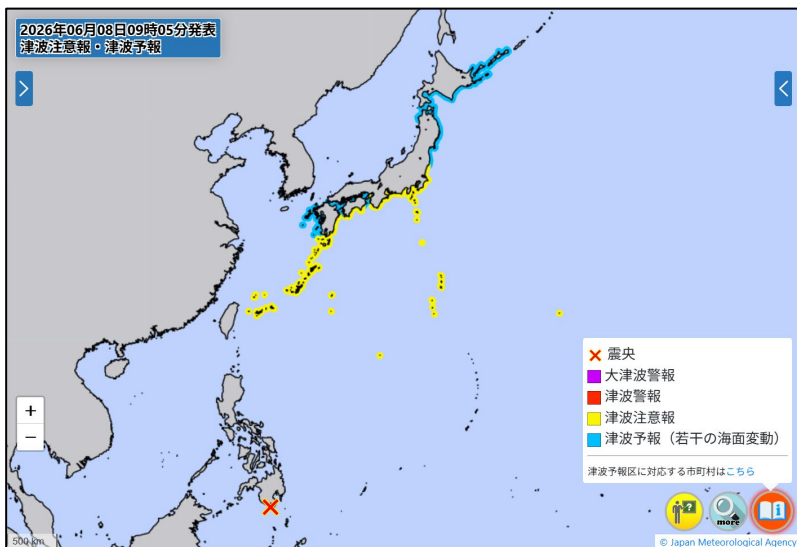 2026年06月08日09時05分発表
津波注意報・津波予報
震央
大津波警報
津波警報
津波注意報
津波予報（若干の海面変動）
津波予報区に対応する市町村はこちら
+
−
?
more
i
500 km
© Japan Meteorological Agency